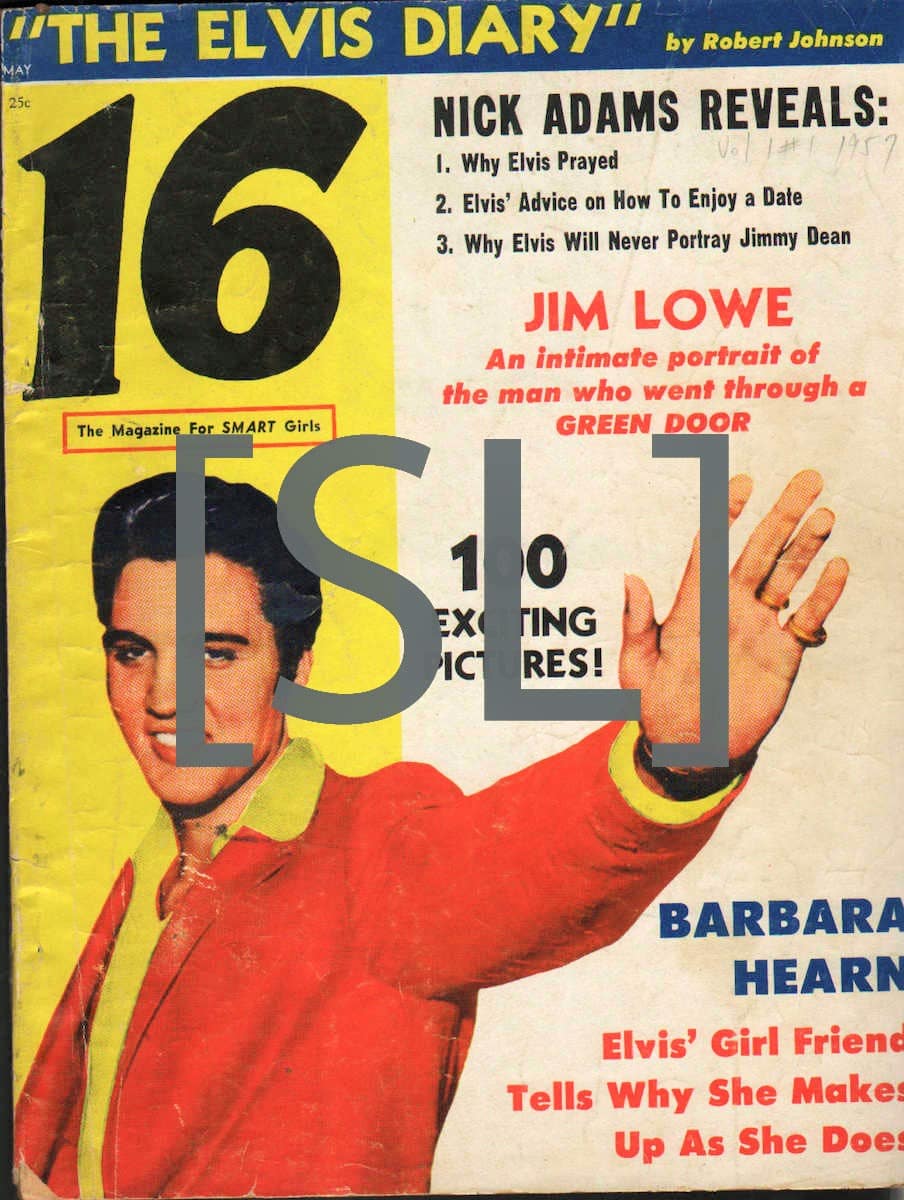 "THE ELVIS DIARY" by Robert Johnson
MAY
25c
16
The Magazine For SMART Girls
NICK ADAMS REVEALS:
Vol 1 #1 1957
1. Why Elvis Prayed
2. Elvis' Advice on How To Enjoy a Date
3. Why Elvis Will Never Portray Jimmy Dean
JIM LOWE
An intimate portrait of
the man who went through a
GREEN DOOR
[SL]
100
EXCITING
PICTURES!
BARBARA
HEARN
Elvis' Girl Friend
Tells Why She Makes
Up As She Does